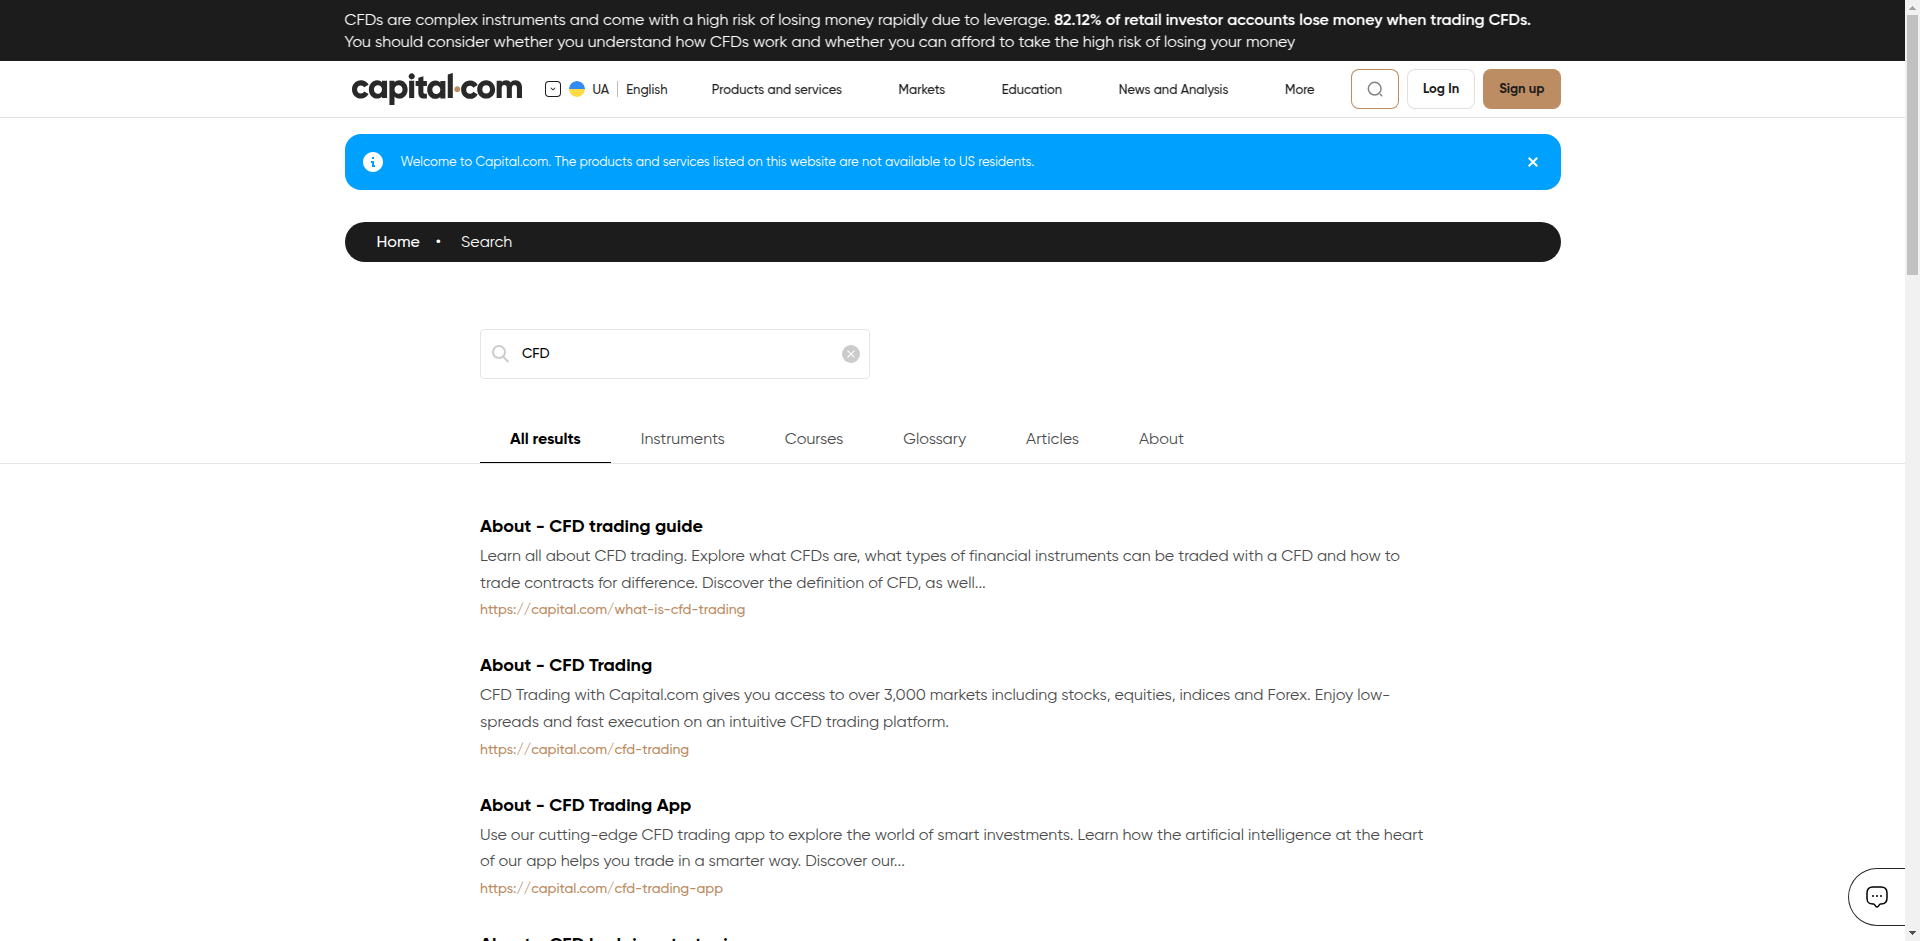 CFDs are complex instruments and come with a high risk of losing money rapidly due to leverage. 82.12% of retail investor accounts lose money when trading CFDs.
You should consider whether you understand how CFDs work and whether you can afford to take the high risk of losing your money
capital.com
UA English
Products and services
Markets
Education
News and Analysis
More
Log In
Sign up
Welcome to Capital.com. The products and services listed on this website are not available to US residents.
Home • Search
CFD
All results
Instruments
Courses
Glossary
Articles
About
About - CFD trading guide
Learn all about CFD trading. Explore what CFDs are, what types of financial instruments can be traded with a CFD and how to
trade contracts for difference. Discover the definition of CFD, as well...
https://capital.com/what-is-cfd-trading
About - CFD Trading
CFD Trading with Capital.com gives you access to over 3,000 markets including stocks, equities, indices and Forex. Enjoy low-
spreads and fast execution on an intuitive CFD trading platform.
https://capital.com/cfd-trading
About - CFD Trading App
Use our cutting-edge CFD trading app to explore the world of smart investments. Learn how the artificial intelligence at the heart
of our app helps you trade in a smarter way. Discover our...
https://capital.com/cfd-trading-app